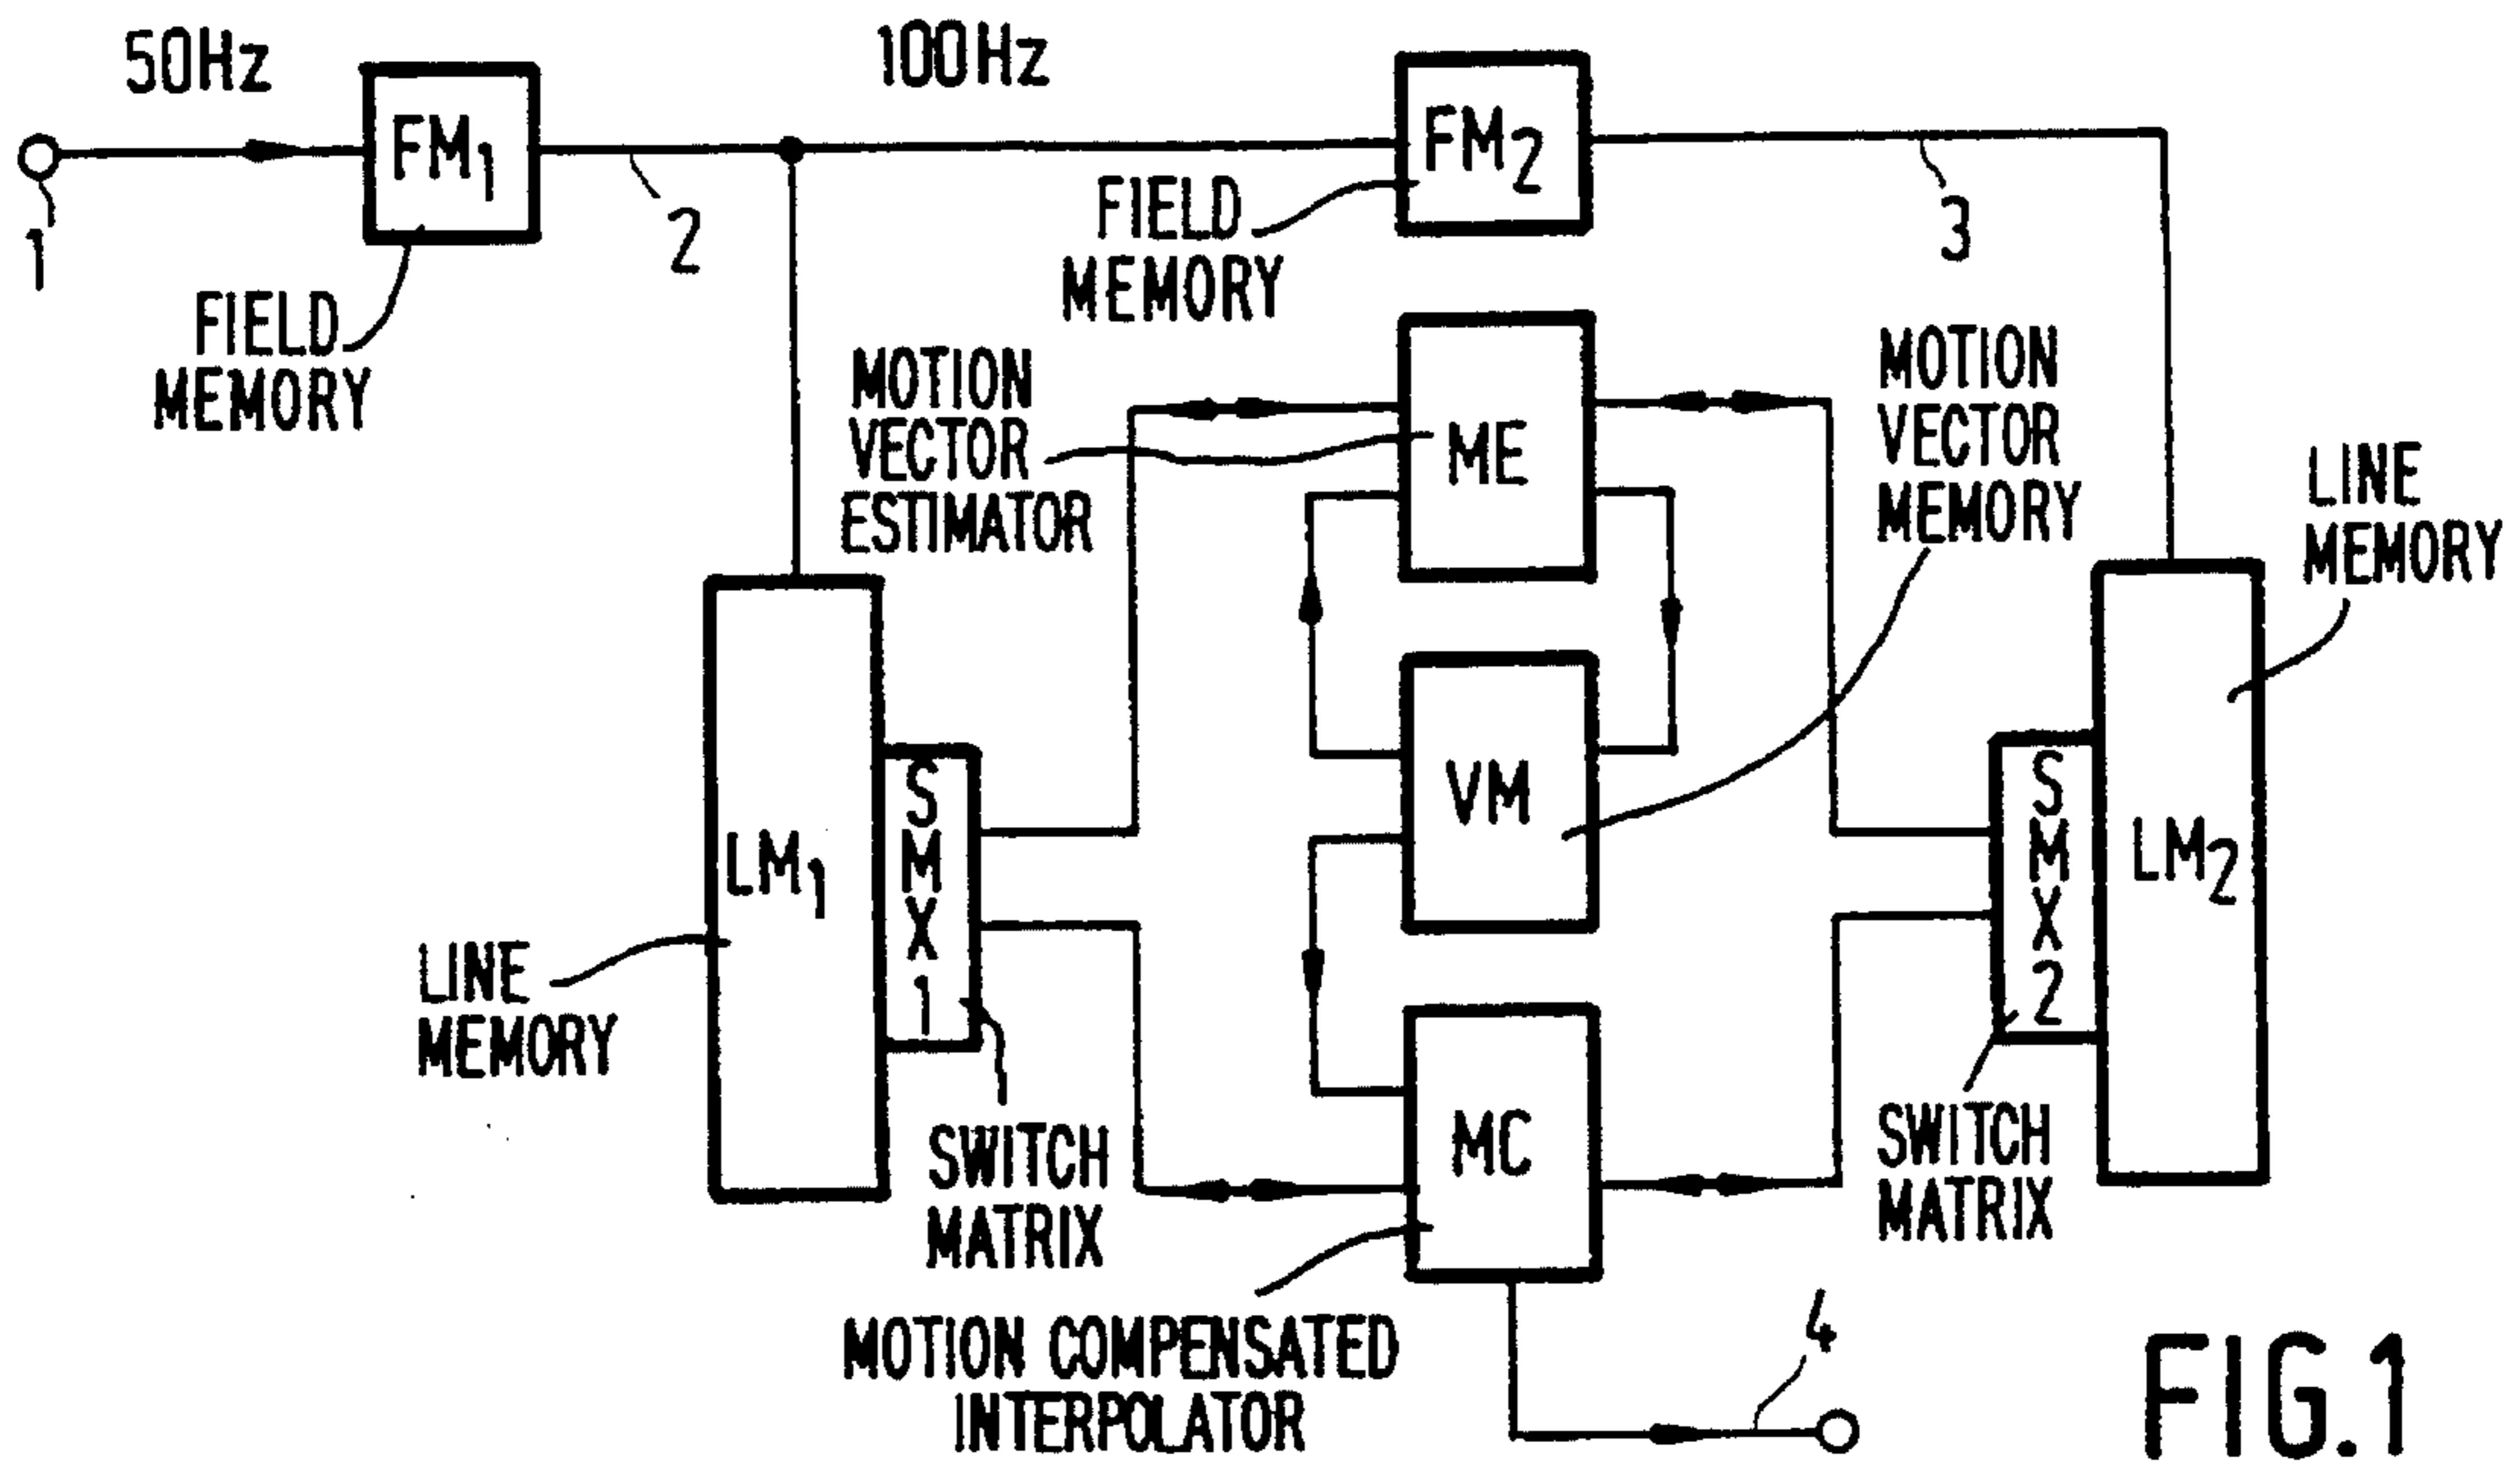 50Hz
100Hz
FM1
FM2
1
2
3
FIELD
MEMORY
FIELD
MEMORY
MOTION
VECTOR
ESTIMATOR
ME
MOTION
VECTOR
MEMORY
LINE
MEMORY
VM
LM1
SMX1
SMX2
LM2
LINE
MEMORY
SWITCH
MATRIX
MC
SWITCH
MATRIX
MOTION COMPENSATED
INTERPOLATOR
4
FIG.1